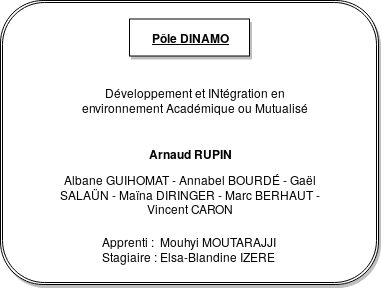 Pôle DINAMO
Développement et INtégration en
environnement Académique ou Mutualisé
Arnaud RUPIN
Albane GUIHOMAT - Annabel BOURDÉ - Gaël
SALAÜN - Maïna DIRINGER - Marc BERHAUT -
Vincent CARON
Apprenti : Mouhyi MOUTARAJJI
Stagiaire : Elsa-Blandine IZERE